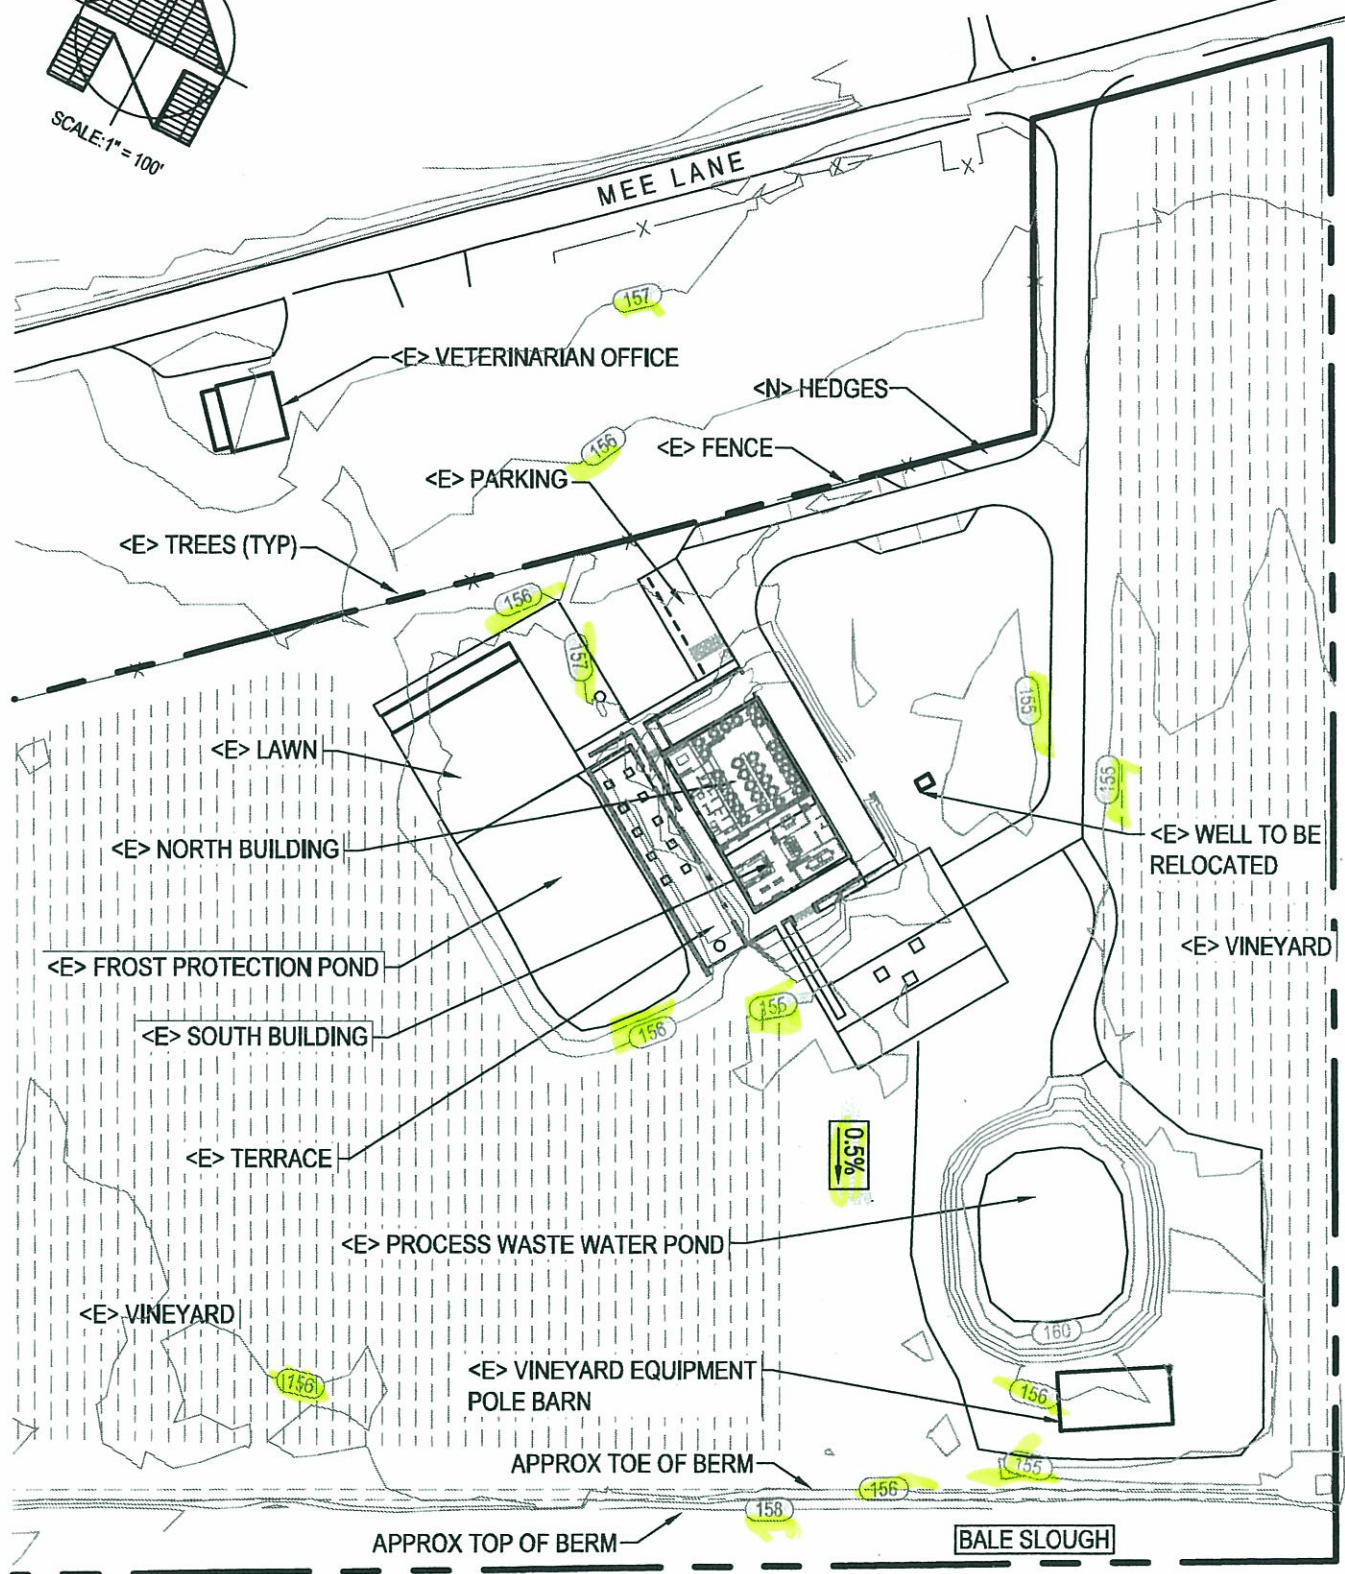 SCALE: 1" = 100'
MEE LANE
X
X
X
157
<E> VETERINARIAN OFFICE
<N> HEDGES
156
<E> FENCE
<E> PARKING
<E> TREES (TYP)
156
157
155
<E> LAWN
155
<E> WELL TO BE
RELOCATED
<E> NORTH BUILDING
<E> VINEYARD
<E> FROST PROTECTION POND
155
156
<E> SOUTH BUILDING
0.5%
<E> TERRACE
<E> PROCESS WASTE WATER POND
<E> VINEYARD
160
156
<E> VINEYARD EQUIPMENT
POLE BARN
156
155
APPROX TOE OF BERM
156
158
APPROX TOP OF BERM
BALE SLOUGH